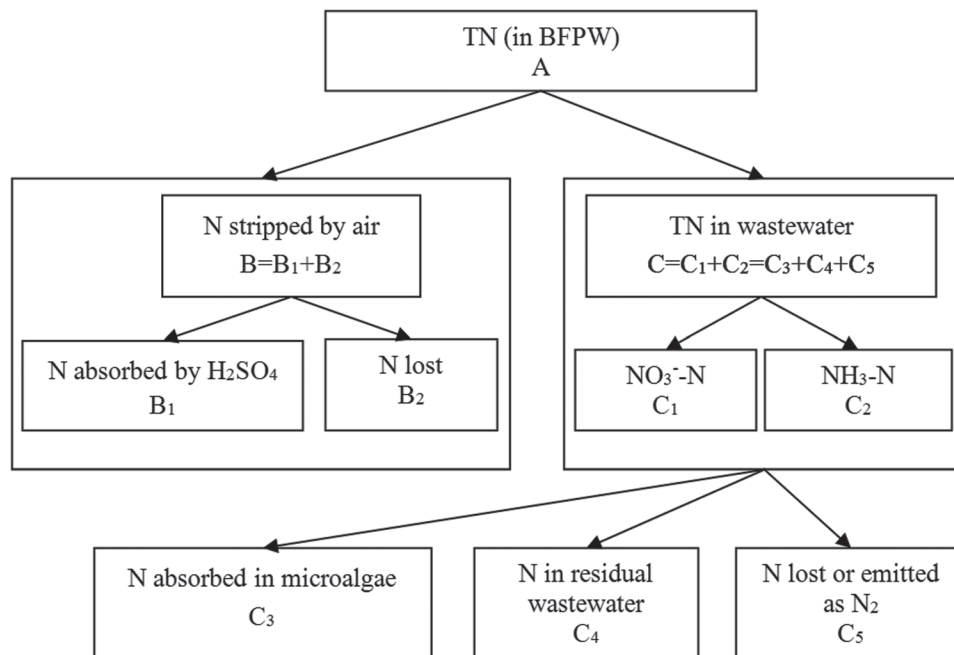 TN (in BFPW)
A
N stripped by air
B=B₁+B₂
TN in wastewater
C=C₁+C₂=C₃+C₄+C₅
N absorbed by H₂SO₄
B₁
N lost
B₂
NO₃⁻-N
C₁
NH₃-N
C₂
N absorbed in microalgae
C₃
N in residual
wastewater
C₄
N lost or emitted
as N₂
C₅